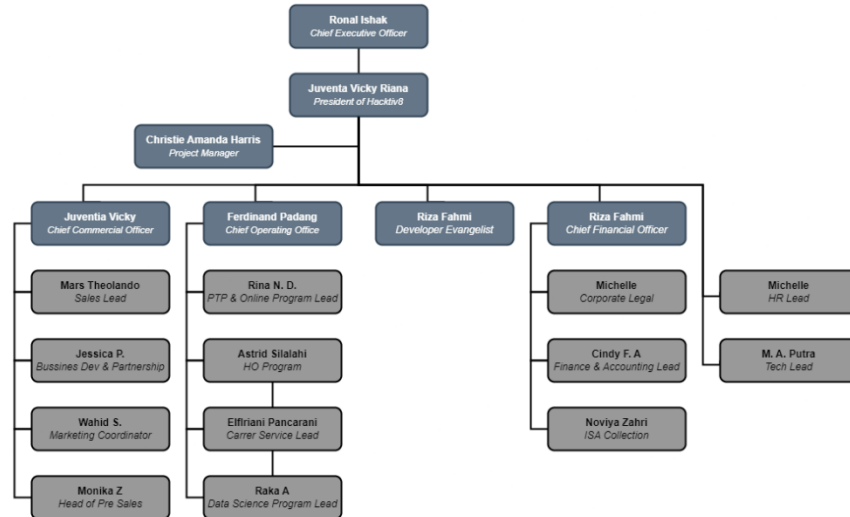 Ronal Ishak
Chief Executive Officer
Juventa Vicky Riana
President of Hacktiv8
Christie Amanda Harris
Project Manager
Juventia Vicky
Chief Commercial Officer
Ferdinand Padang
Chief Operating Office
Riza Fahmi
Developer Evangelist
Riza Fahmi
Chief Financial Officer
Mars Theolando
Sales Lead
Rina N. D.
PTP & Online Program Lead
Michelle
Corporate Legal
Michelle
HR Lead
Jessica P.
Bussines Dev & Partnership
Astrid Silalahi
HO Program
Cindy F. A
Finance & Accounting Lead
M. A. Putra
Tech Lead
Wahid S.
Marketing Coordinator
Elfiriani Pancarani
Carrer Service Lead
Noviya Zahri
ISA Collection
Monika Z
Head of Pre Sales
Raka A
Data Science Program Lead